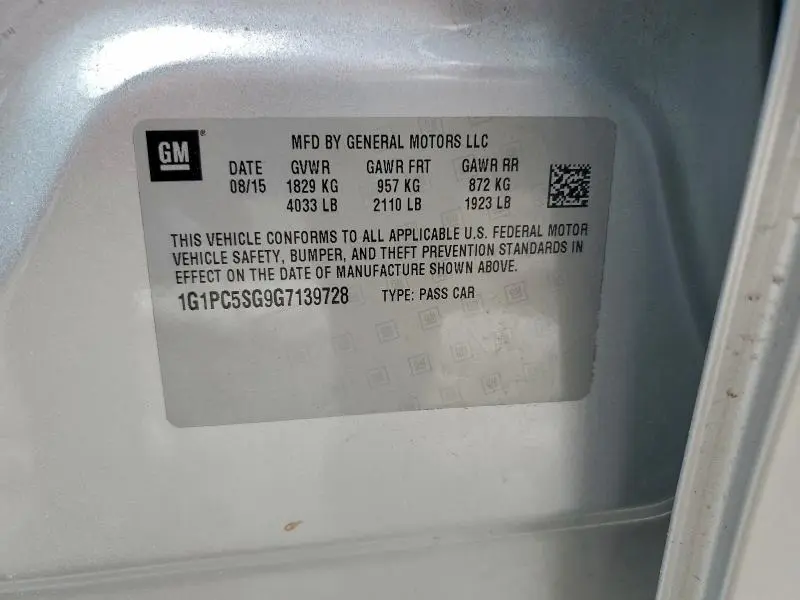 GM ®
MFD BY GENERAL MOTORS LLC
DATE GVWR GAWR FRT GAWR RR
08/15 1829 KG 957 KG 872 KG
4033 LB 2110 LB 1923 LB
THIS VEHICLE CONFORMS TO ALL APPLICABLE U.S. FEDERAL MOTOR
VEHICLE SAFETY, BUMPER, AND THEFT PREVENTION STANDARDS IN
EFFECT ON THE DATE OF MANUFACTURE SHOWN ABOVE.
1G1PC5SG9G7139728 TYPE: PASS CAR